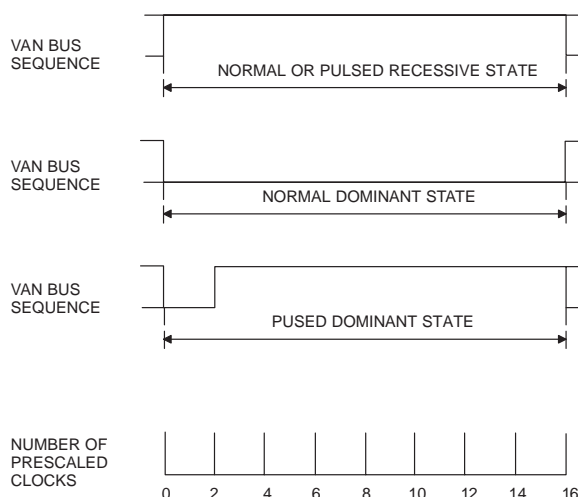 VAN BUS
SEQUENCE
NORMAL OR PULSED RECESSIVE STATE
VAN BUS
SEQUENCE
NORMAL DOMINANT STATE
VAN BUS
SEQUENCE
PUSED DOMINANT STATE
NUMBER OF
PRESCALED
CLOCKS
0 2 4 6 8 10 12 14 16